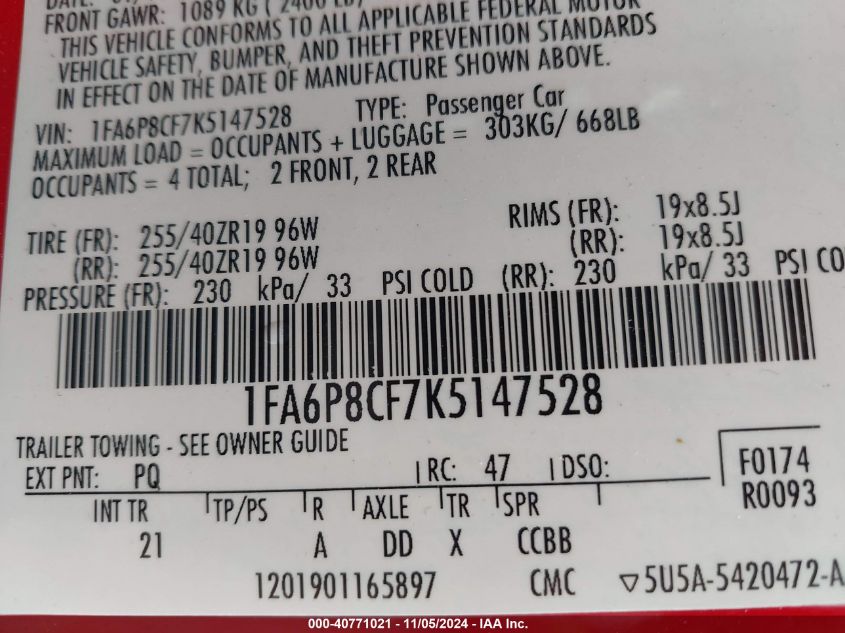 FRONT GAWR: 1089 KG ( 2400 LB)
THIS VEHICLE CONFORMS TO ALL APPLICABLE FEDERAL MOTOR
VEHICLE SAFETY, BUMPER, AND THEFT PREVENTION STANDARDS
IN EFFECT ON THE DATE OF MANUFACTURE SHOWN ABOVE.
VIN: 1FA6P8CF7K5147528 TYPE: Passenger Car
MAXIMUM LOAD = OCCUPANTS + LUGGAGE = 303KG/ 668LB
OCCUPANTS = 4 TOTAL; 2 FRONT, 2 REAR
TIRE (FR): 255/40ZR19 96W RIMS (FR): 19x8.5J
(RR): 255/40ZR19 96W (RR): 19x8.5J
PRESSURE (FR): 230 kPa/ 33 PSI COLD (RR): 230 kPa/ 33 PSI CO
1FA6P8CF7K5147528
TRAILER TOWING - SEE OWNER GUIDE
EXT PNT: PQ RC: 47 DSO: F0174
R0093
INT TR TP/PS R AXLE TR SPR
21 A DD X CCBB
1201901165897 CMC ▽5U5A-5420472-A
000-40771021 - 11/05/2024 - IAA Inc.